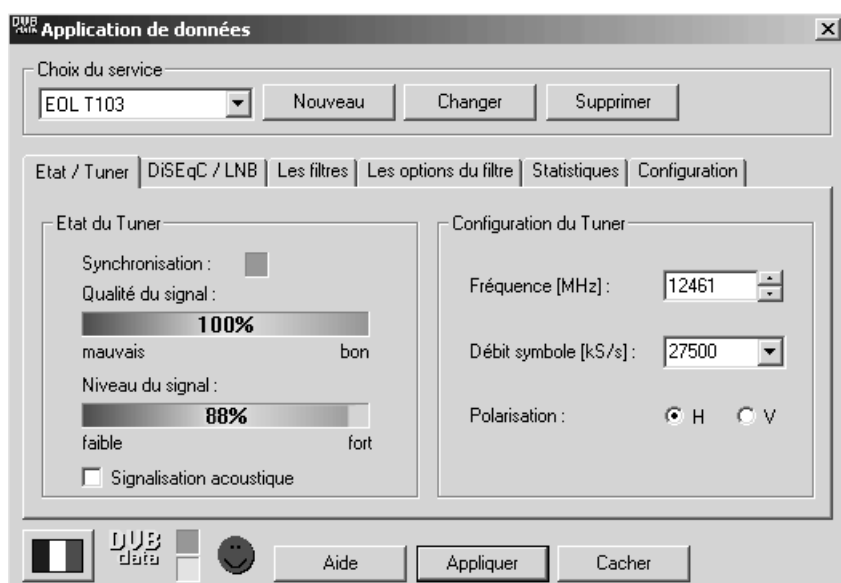 DVB data Application de données
Choix du service
EOL T103 Nouveau Changer Supprimer
Etat / Tuner DiSEqC / LNB Les filtres Les options du filtre Statistiques Configuration
Etat du Tuner
Synchronisation :
Qualité du signal :
100%
mauvais bon
Niveau du signal :
88%
faible fort
Signalisation acoustique
Configuration du Tuner
Fréquence [MHz] : 12461
Débit symbole [kS/s] : 27500
Polarisation : H V
DVB data Aide Appliquer Cacher